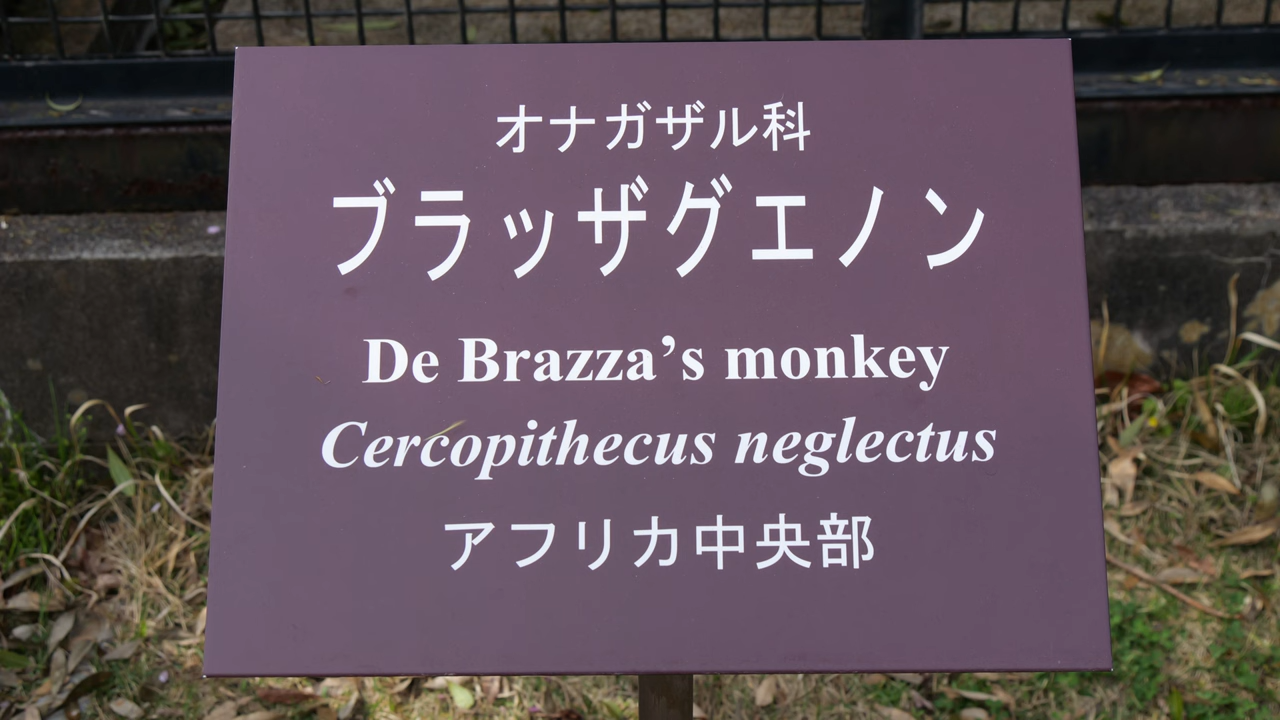 オナガザル科
ブラッザグエノン
De Brazza’s monkey
Cercopithecus neglectus
アフリカ中央部